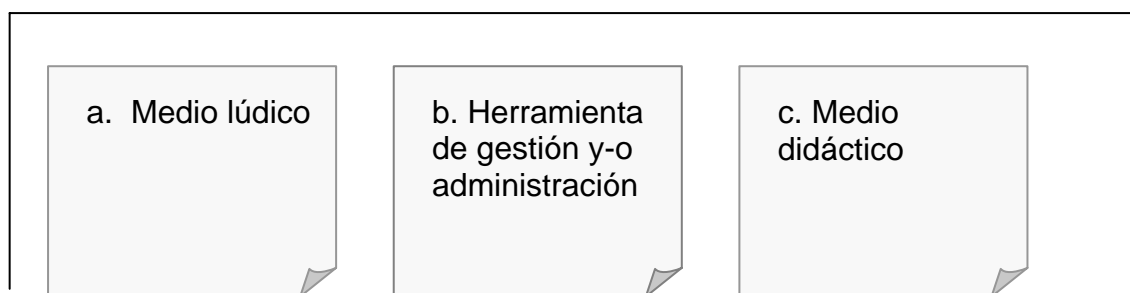 a. Medio lúdico
b. Herramienta
de gestión y-o
administración
c. Medio
didáctico